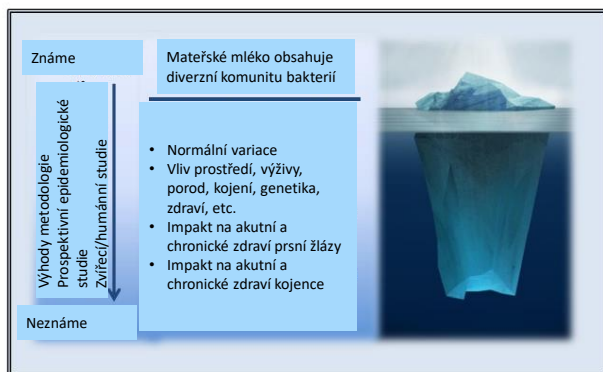 Známe
Mateřské mléko obsahuje
diverzní komunitu bakterií
Výhody metodologie
Prospektivní epidemiologické
studie
Zvířecí/humánní studie
• Normální variace
• Vliv prostředí, výživy,
porod, kojení, genetika,
zdraví, etc.
• Impakt na akutní a
chronické zdraví prsní žlázy
• Impakt na akutní a
chronické zdraví kojence
Neznáme